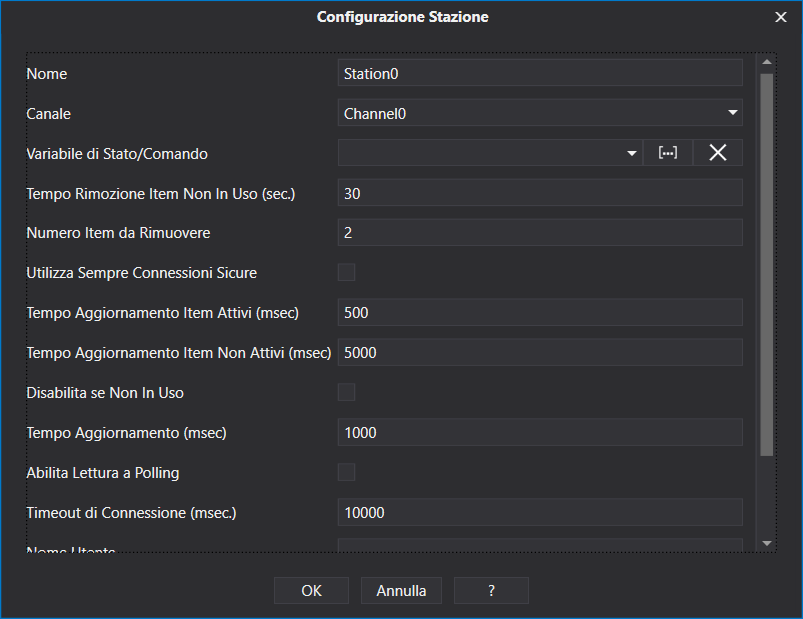 Configurazione Stazione
Nome Station0
Canale Channel0
Variabile di Stato/Comando
Tempo Rimozione Item Non In Uso (sec.) 30
Numero Item da Rimuovere 2
Utilizza Sempre Connessioni Sicure
Tempo Aggiornamento Item Attivi (msec) 500
Tempo Aggiornamento Item Non Attivi (msec) 5000
Disabilita se Non In Uso
Tempo Aggiornamento (msec) 1000
Abilita Lettura a Polling
Timeout di Connessione (msec.) 10000
Nome Utente
OK Annulla ?